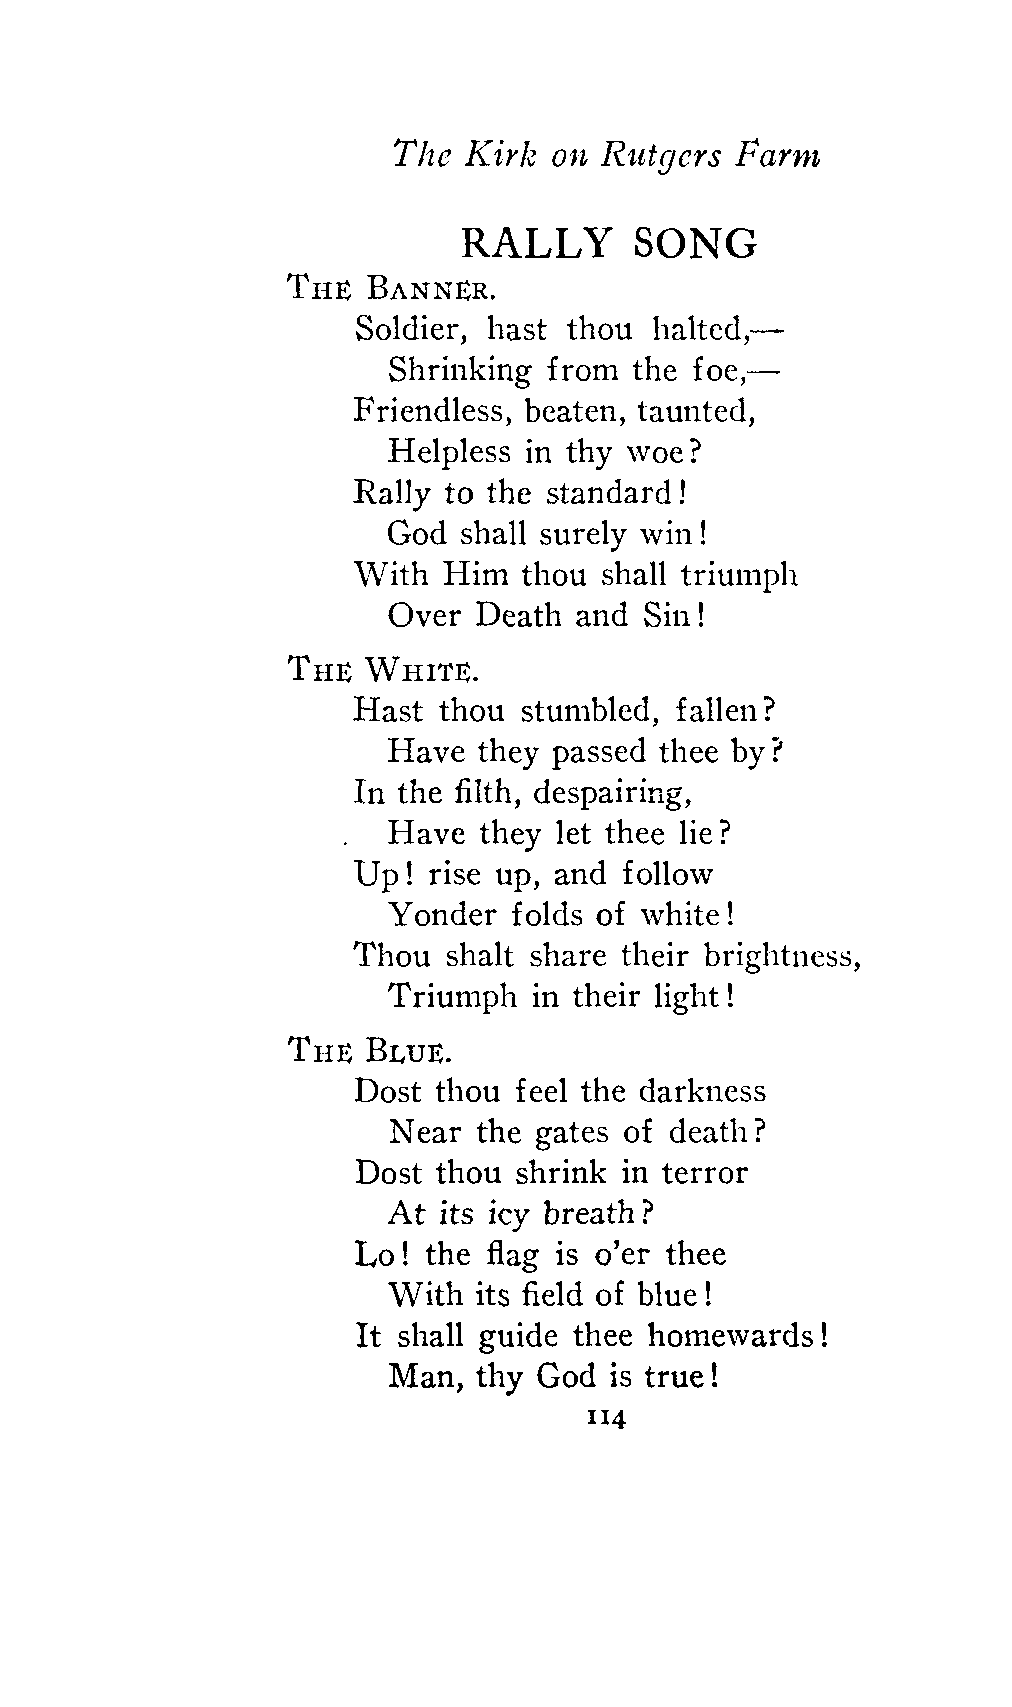 The Kirk on Rutgers Farm
RALLY SONG
The Banner.
Soldier, hast thou halted,—
Shrinking from the foe,—
Friendless, beaten, taunted,
Helpless in thy woe?
Rally to the standard!
God shall surely win!
With Him thou shall triumph
Over Death and Sin!
The White.
Hast thou stumbled, fallen?
Have they passed thee by?
In the filth, despairing,
Have they let thee lie?
Up! rise up, and follow
Yonder folds of white!
Thou shalt share their brightness,
Triumph in their light!
The Blue.
Dost thou feel the darkness
Near the gates of death?
Dost thou shrink in terror
At its icy breath?
Lo! the flag is o'er thee
With its field of blue!
It shall guide thee homewards!
Man, thy God is true!
114